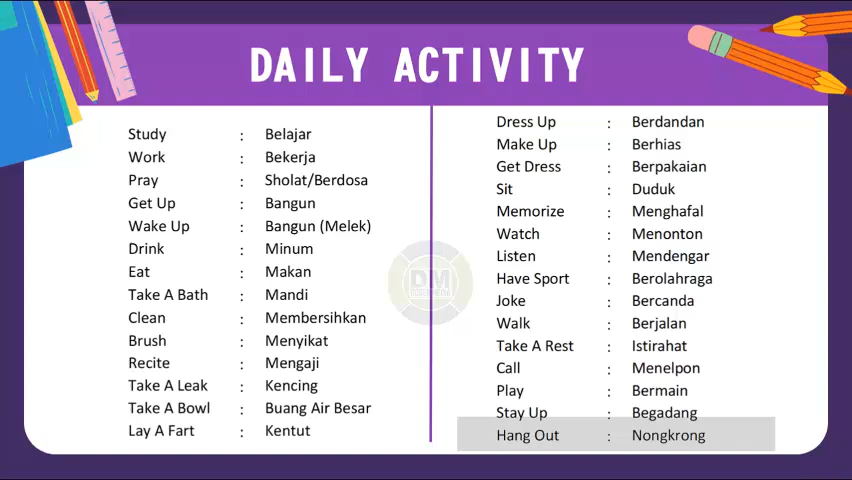 DAILY ACTIVITY
Study : Belajar
Work : Bekerja
Pray : Sholat/Berdosa
Get Up : Bangun
Wake Up : Bangun (Melek)
Drink : Minum
Eat : Makan
Take A Bath : Mandi
Clean : Membersihkan
Brush : Menyikat
Recite : Mengaji
Take A Leak : Kencing
Take A Bowl : Buang Air Besar
Lay A Fart : Kentut
Dress Up : Berdandan
Make Up : Berhias
Get Dress : Berpakaian
Sit : Duduk
Memorize : Menghafal
Watch : Menonton
Listen : Mendengar
Have Sport : Berolahraga
Joke : Bercanda
Walk : Berjalan
Take A Rest : Istirahat
Call : Menelpon
Play : Bermain
Stay Up : Begadang
Hang Out : Nongkrong
DM